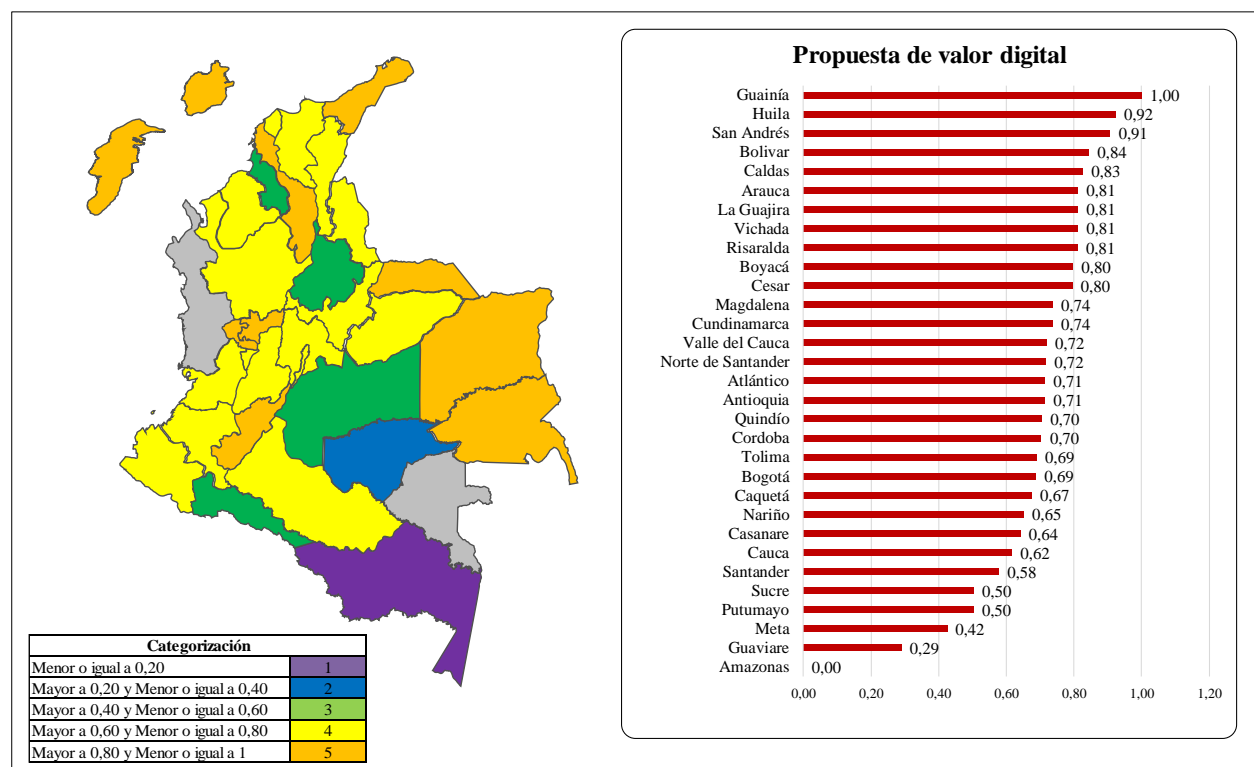 Propuesta de valor digital
Guainía 1,00
Huila 0,92
San Andrés 0,91
Bolivar 0,84
Caldas 0,83
Arauca 0,81
La Guajira 0,81
Vichada 0,81
Risaralda 0,81
Boyacá 0,80
Cesar 0,80
Magdalena 0,74
Cundinamarca 0,74
Valle del Cauca 0,72
Norte de Santander 0,72
Atlántico 0,71
Antioquia 0,71
Quindío 0,70
Cordoba 0,70
Tolima 0,69
Bogotá 0,69
Caquetá 0,67
Nariño 0,65
Casanare 0,64
Cauca 0,62
Santander 0,58
Sucre 0,50
Putumayo 0,50
Meta 0,42
Guaviare 0,29
Amazonas 0,00
0,00 0,20 0,40 0,60 0,80 1,00 1,20
Categorización
Menor o igual a 0,20 1
Mayor a 0,20 y Menor o igual a 0,40 2
Mayor a 0,40 y Menor o igual a 0,60 3
Mayor a 0,60 y Menor o igual a 0,80 4
Mayor a 0,80 y Menor o igual a 1 5